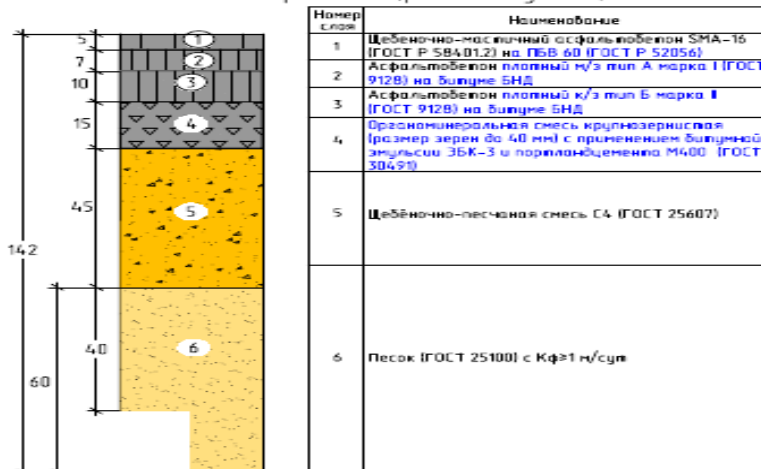 Номер слоя
Наименование
1
Щебеночно-мастичный асфальтобетон SMA-16
(ГОСТ Р 58401.2) на ПБВ 60 (ГОСТ Р 52056)
2
Асфальтобетон плотный м/з тип А марка I (ГОСТ
9128) на битуме БНД
3
Асфальтобетон плотный к/з тип Б марка II
(ГОСТ 9128) на битуме БНД
4
Органоминеральная смесь крупнозернистая
(размер зерен до 40 мм) с применением битумной
эмульсии ЭБК-3 и портландцемента М400 (ГОСТ
30491)
5
Щебёночно-песчаная смесь С4 (ГОСТ 25607)
6
Песок (ГОСТ 25100) с Кф≥1 м/сут
5
7
10
15
45
142
40
60
1
2
3
4
5
6